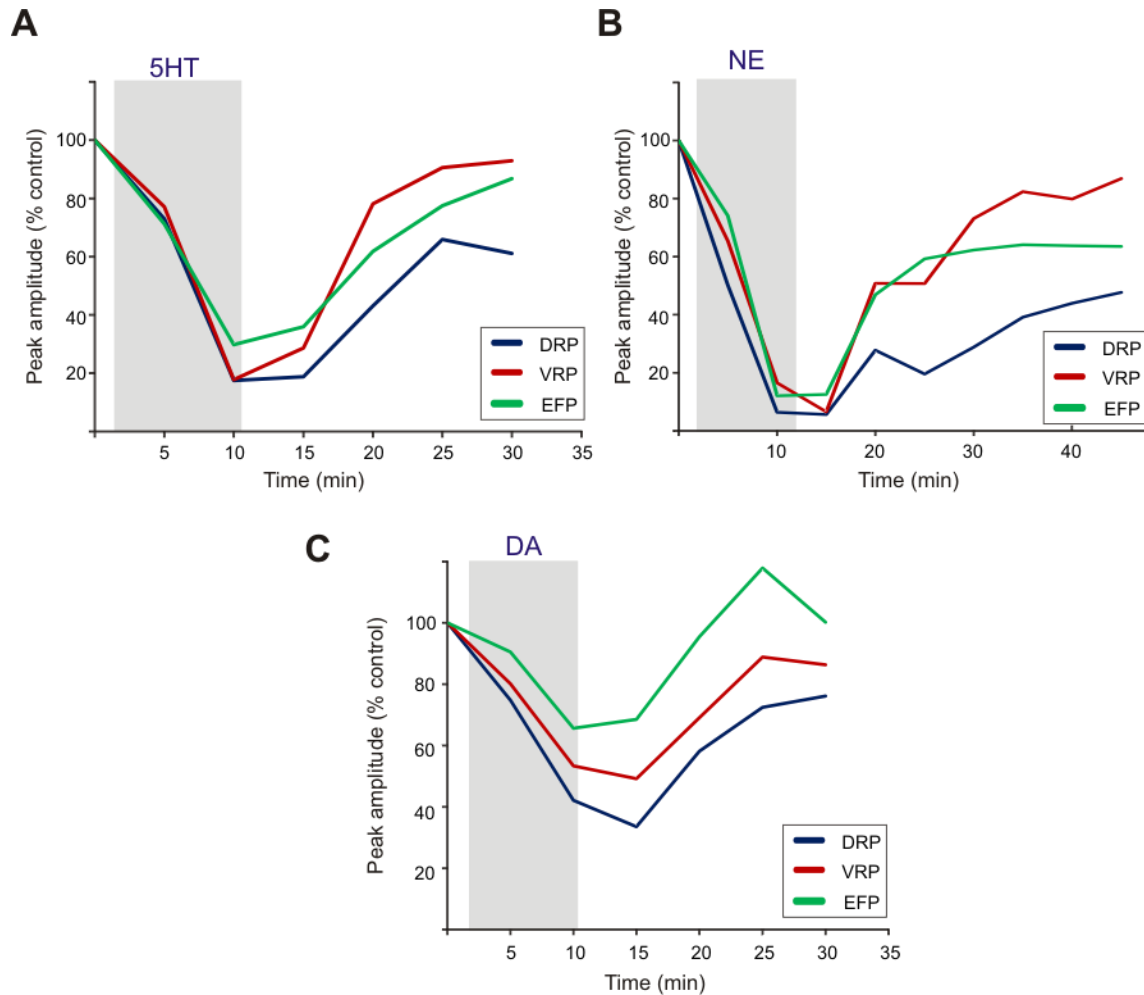 A
5HT
Peak amplitude (% control)
100
80
60
40
20
5 10 15 20 25 30 35
Time (min)
DRP
VRP
EFP
B
NE
Peak amplitude (% control)
100
80
60
40
20
10 20 30 40
Time (min)
DRP
VRP
EFP
C
DA
Peak amplitude (% control)
100
80
60
40
20
5 10 15 20 25 30 35
Time (min)
DRP
VRP
EFP